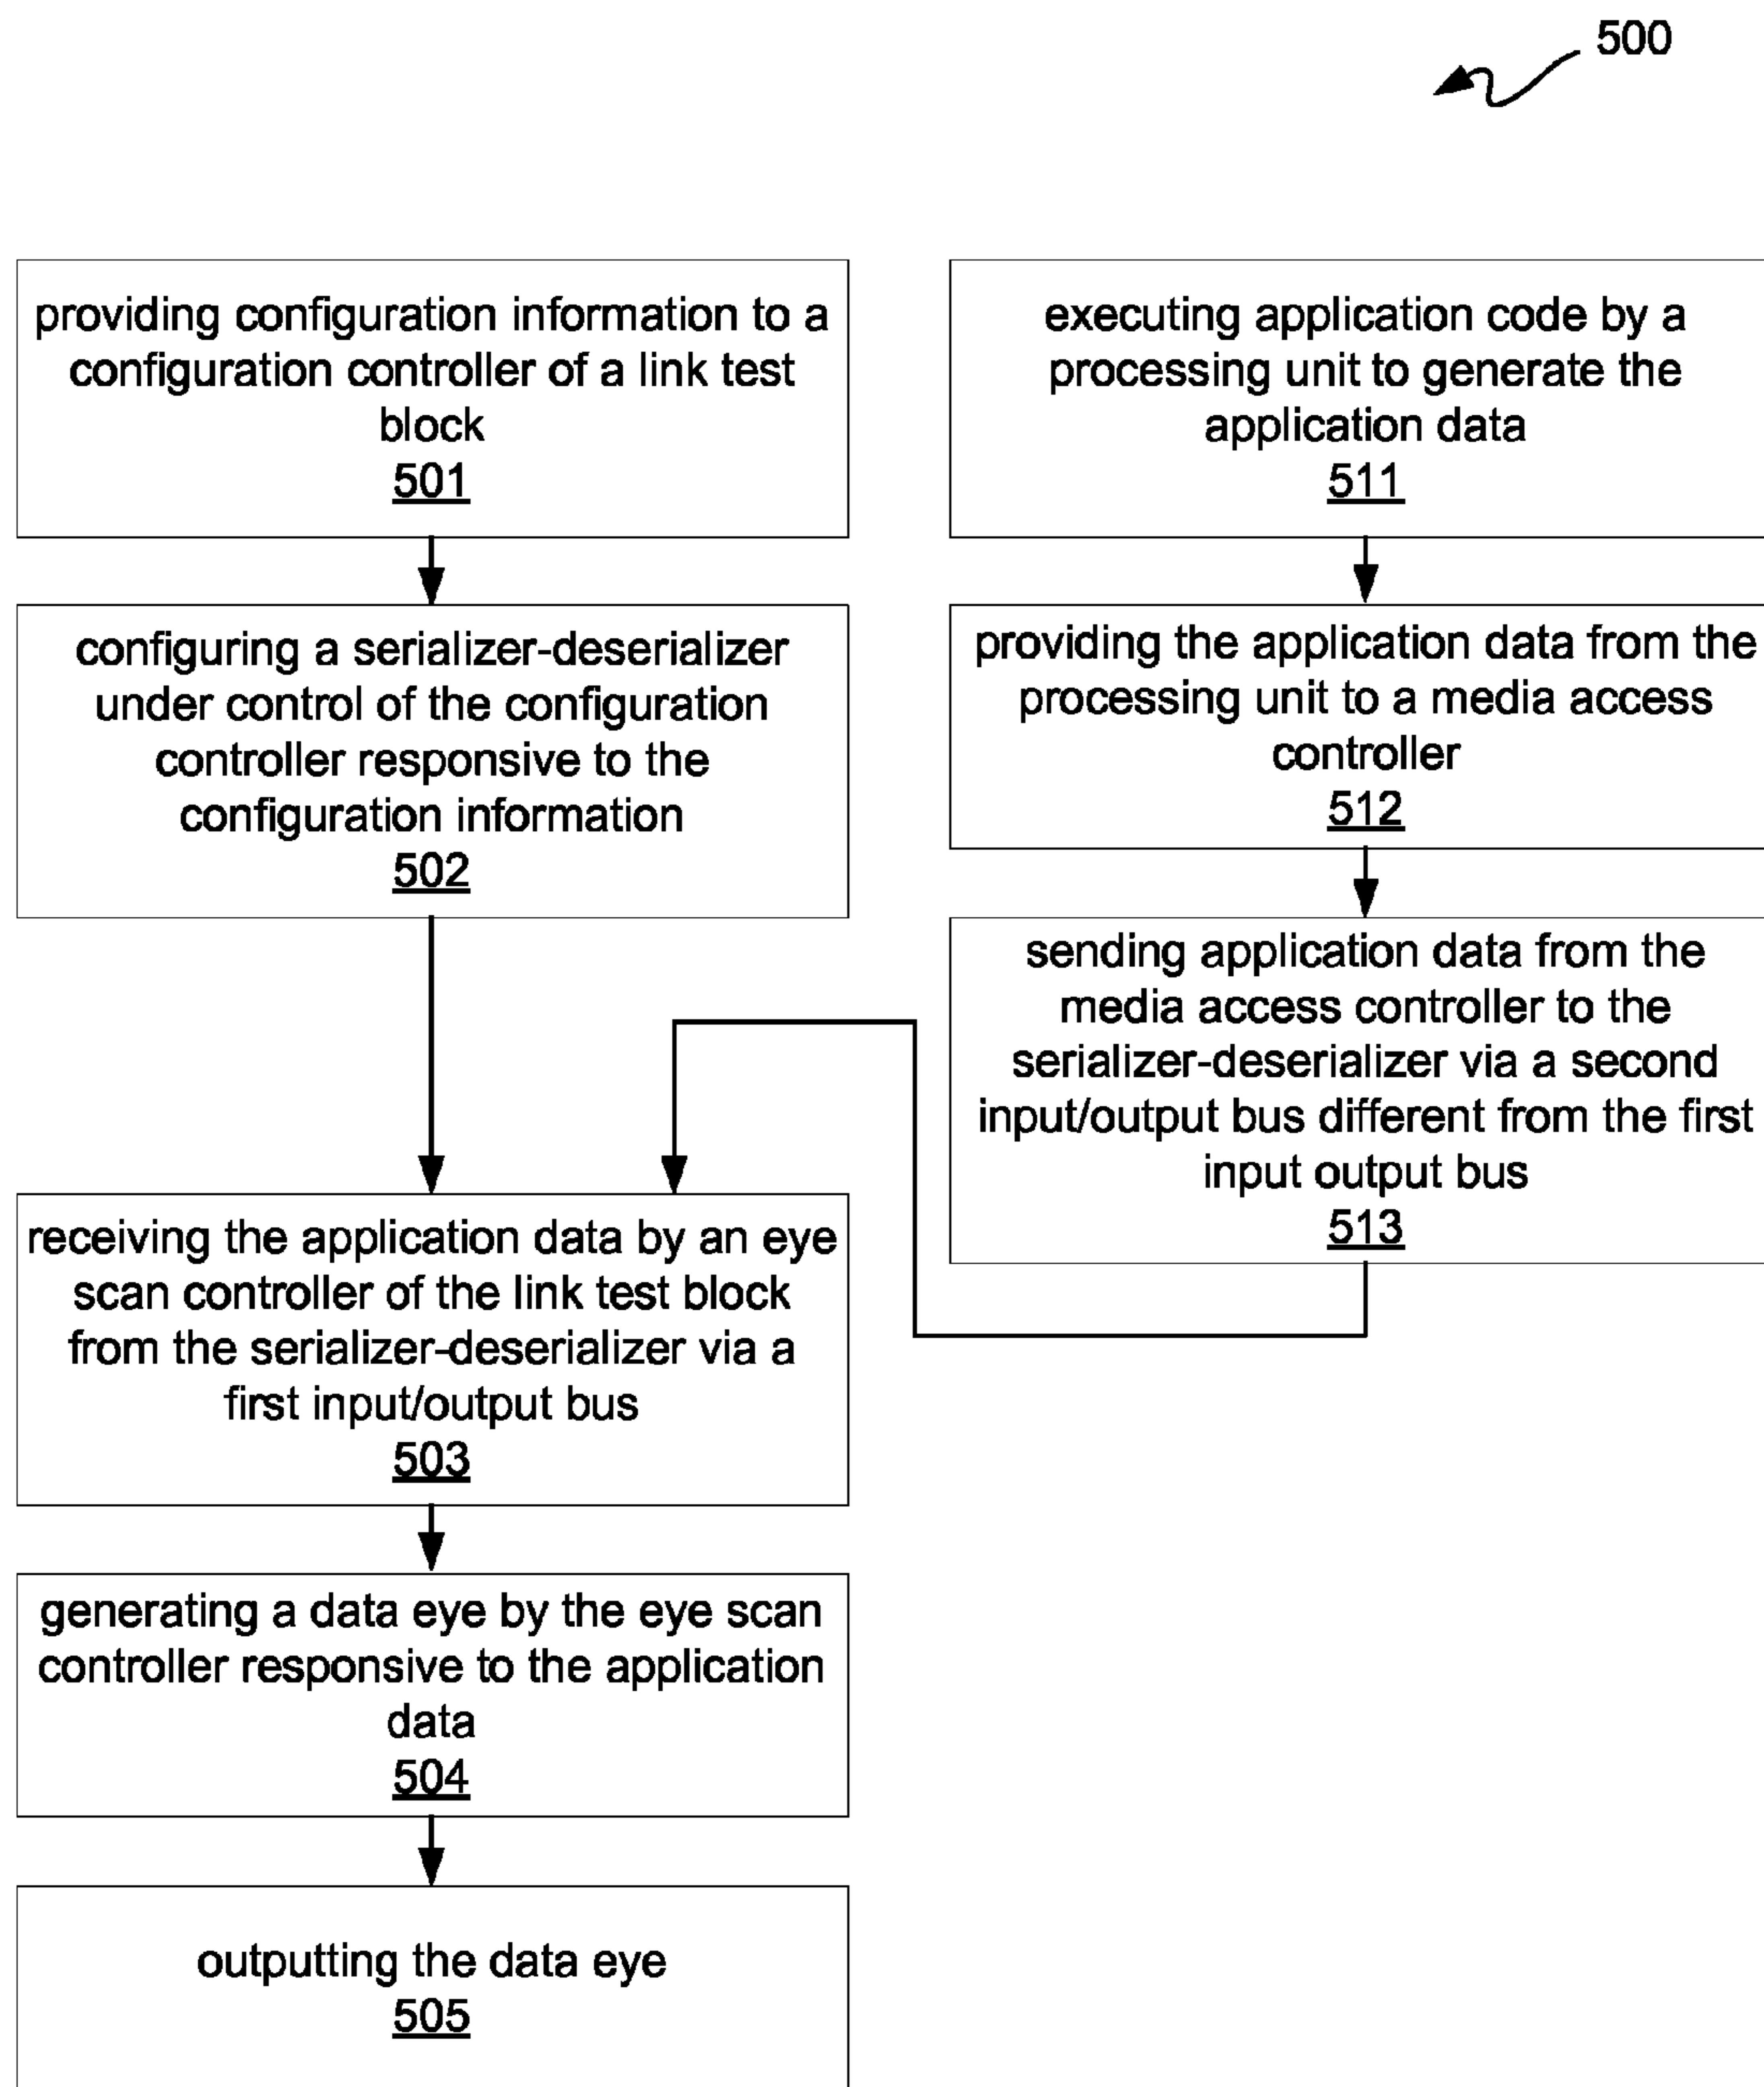 500
providing configuration information to a
configuration controller of a link test
block
501
configuring a serializer-deserializer
under control of the configuration
controller responsive to the
configuration information
502
receiving the application data by an eye
scan controller of the link test block
from the serializer-deserializer via a
first input/output bus
503
generating a data eye by the eye scan
controller responsive to the application
data
504
outputting the data eye
505
executing application code by a
processing unit to generate the
application data
511
providing the application data from the
processing unit to a media access
controller
512
sending application data from the
media access controller to the
serializer-deserializer via a second
input/output bus different from the first
input output bus
513